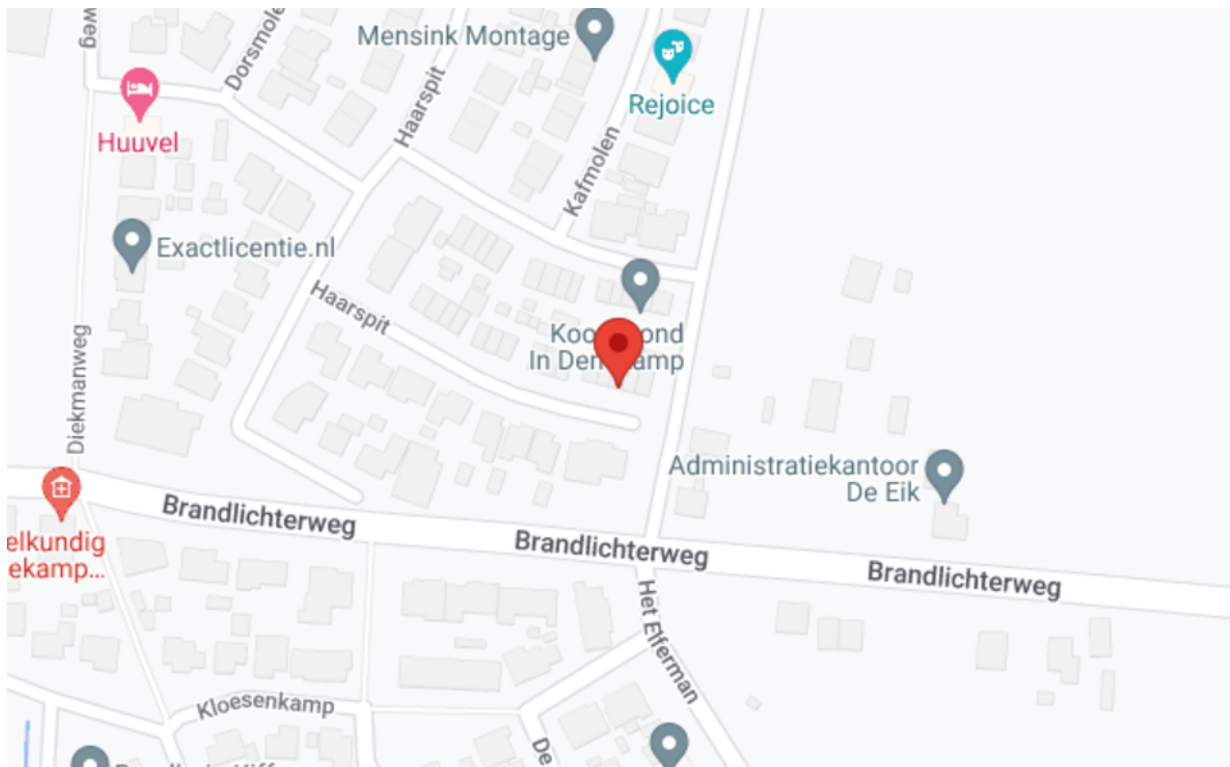 weg
Dorsmole
Mensink Montage
Rejoice
Haarspit
Huuvel
Kafmolen
Exactlicentie.nl
Haarspit
In Den
amp
Diekmanweg
Administratiekantoor
De Eik
Brandlichterweg
Brandlichterweg
Brandlichterweg
elkundig
ekamp...
Het Elferman
Kloesenkamp
De